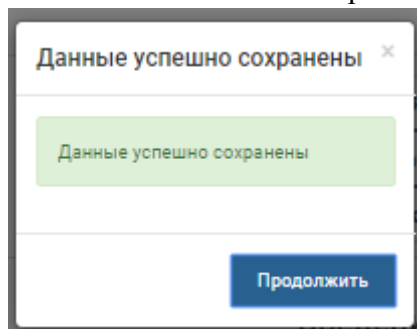 Данные успешно сохранены ×
Данные успешно сохранены
Продолжить